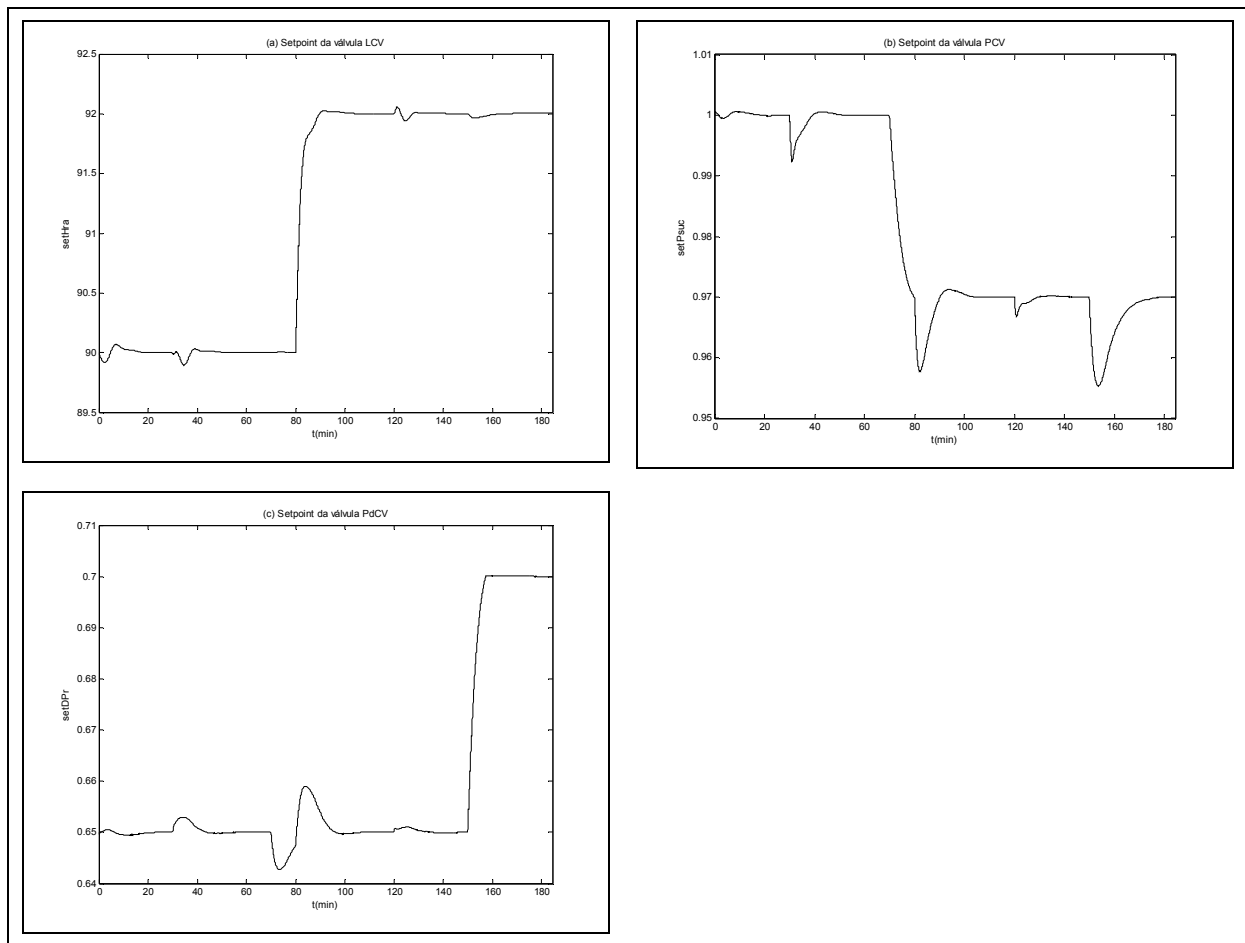 (a) Setpoint da válvula LCV
92.5
92
91.5
91
90.5
90
89.5
setHra
0 20 40 60 80 100 120 140 160 180
t(min)
(b) Setpoint da válvula PCV
1.01
1
0.99
0.98
0.97
0.96
0.95
setPsuc
0 20 40 60 80 100 120 140 160 180
t(min)
(c) Setpoint da válvula PdCV
0.71
0.7
0.69
0.68
0.67
0.66
0.65
0.64
setDPr
0 20 40 60 80 100 120 140 160 180
t(min)